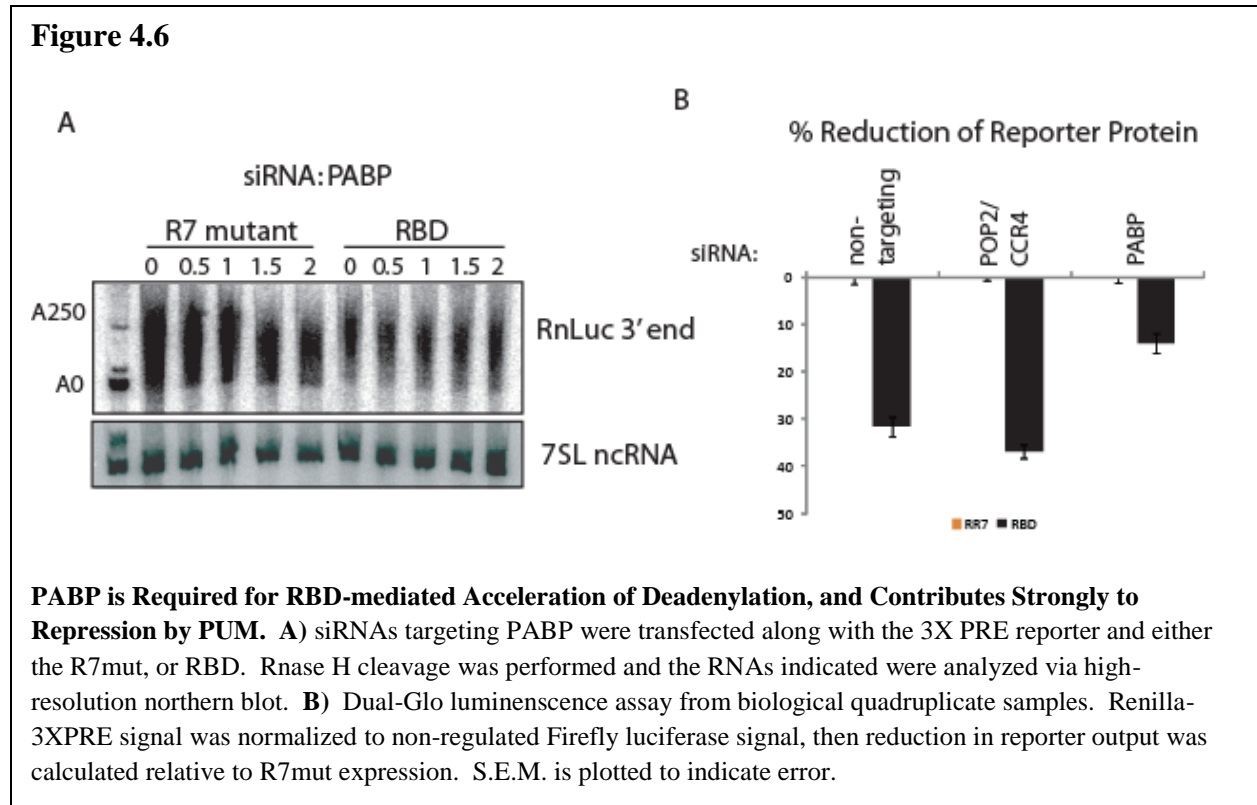 Figure 4.6
A
siRNA: PABP
R7 mutant RBD
0 0.5 1 1.5 2 0 0.5 1 1.5 2
A250
A0
RnLuc 3' end
7SL ncRNA
B
% Reduction of Reporter Protein
siRNA:
non-
targeting
POP2/
CCR4
PABP
0
10
20
30
40
50
RR7 RBD
PABP is Required for RBD-mediated Acceleration of Deadenylation, and Contributes Strongly to
Repression by PUM. A) siRNAs targeting PABP were transfected along with the 3X PRE reporter and either
the R7mut, or RBD. Rnase H cleavage was performed and the RNAs indicated were analyzed via high-
resolution northern blot. B) Dual-Glo luminenscence assay from biological quadruplicate samples. Renilla-
3XPRE signal was normalized to non-regulated Firefly luciferase signal, then reduction in reporter output was
calculated relative to R7mut expression. S.E.M. is plotted to indicate error.